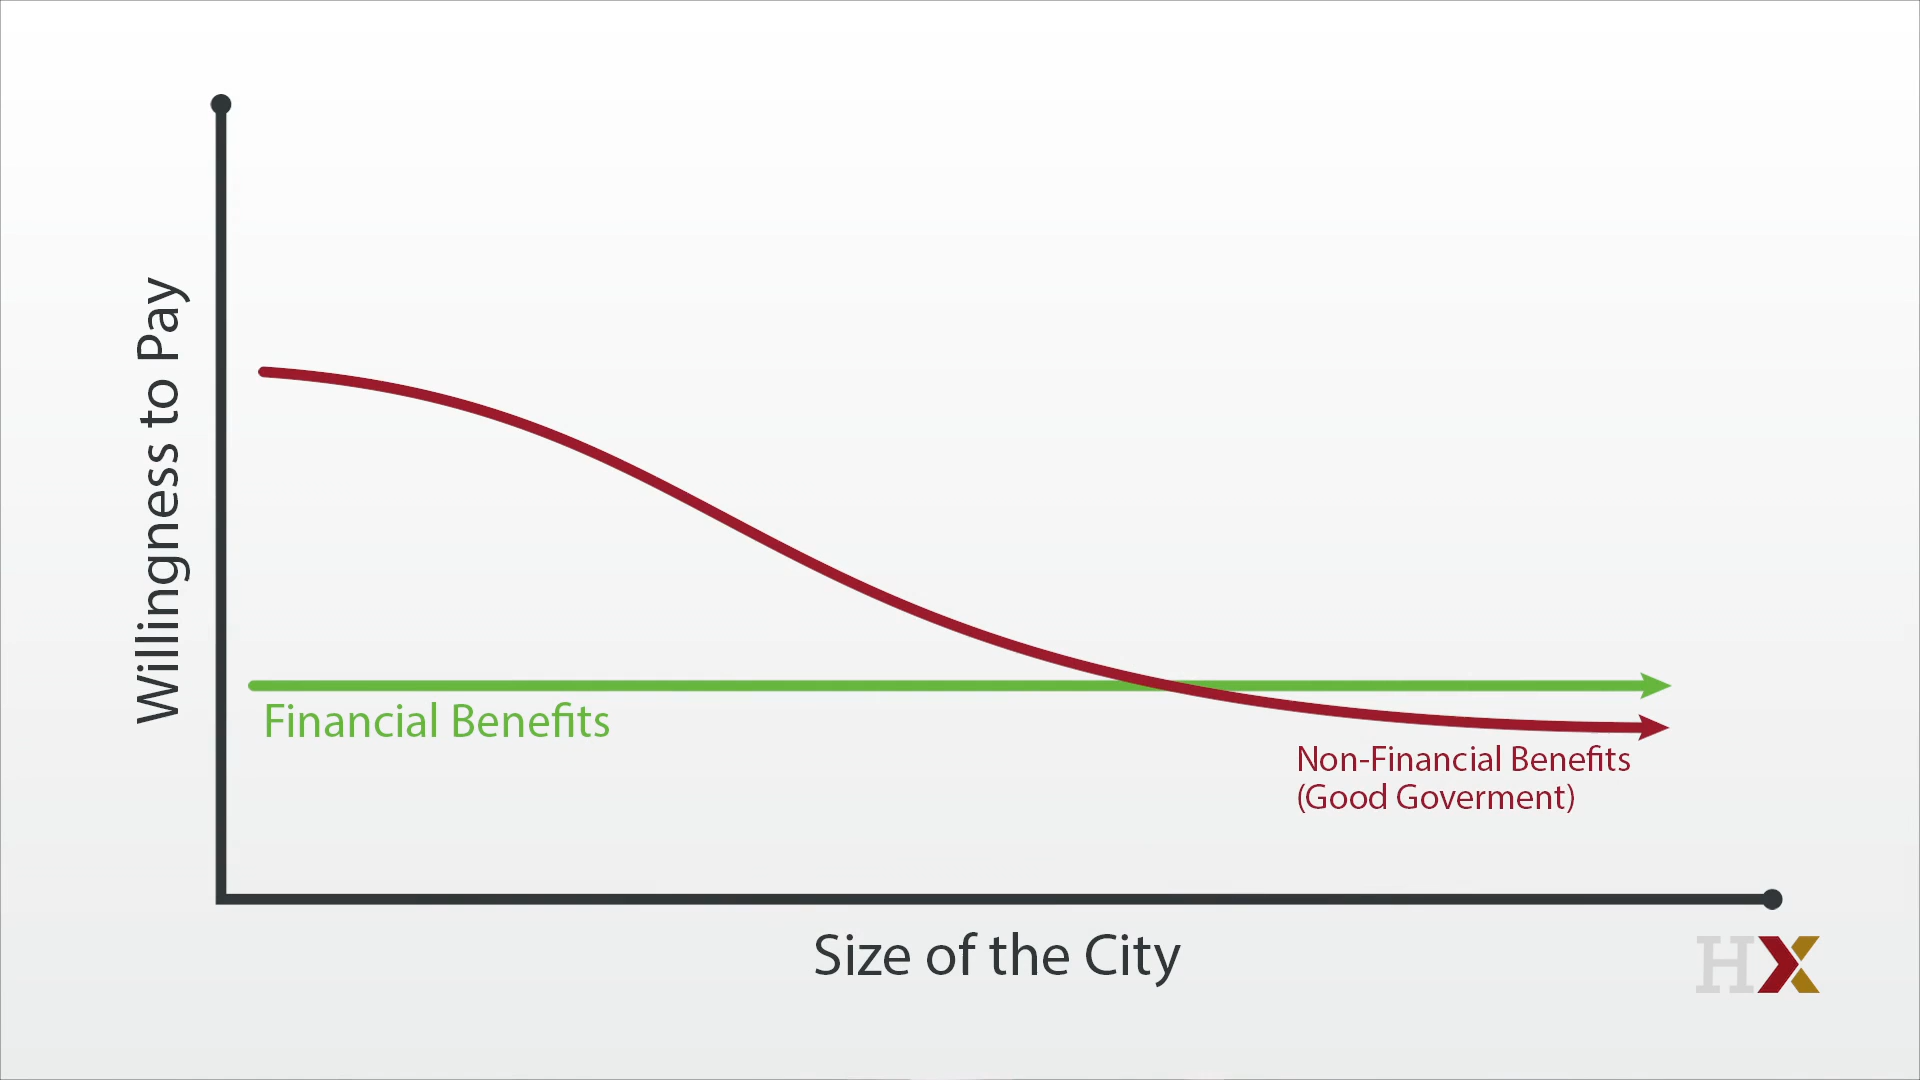 Willingness to Pay
Financial Benefits
Non-Financial Benefits
(Good Goverment)
Size of the City
HX